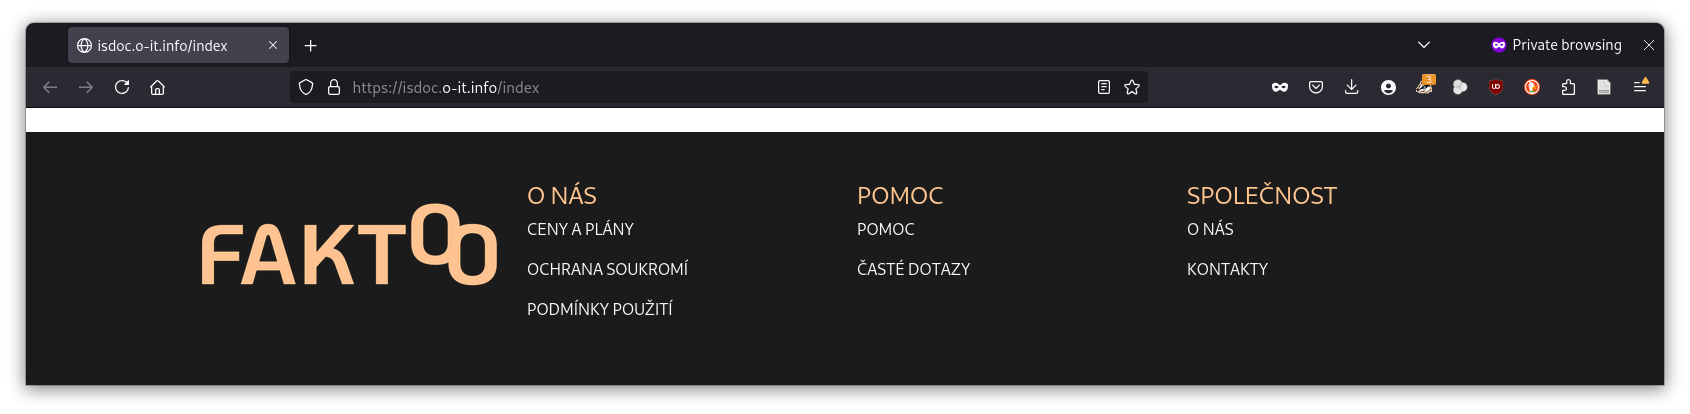 isdoc.o-it.info/index
Private browsing
https://isdoc.o-it.info/index
3
FAKTOO
O NÁS
CENY A PLÁNY
OCHRANA SOUKROMÍ
PODMÍNKY POUŽITÍ
POMOC
POMOC
ČASTÉ DOTAZY
SPOLEČNOST
O NÁS
KONTAKTY